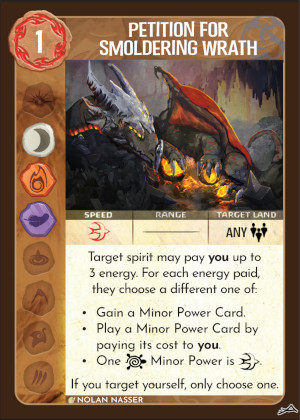 1
PETITION FOR
SMOLDERING WRATH
SPEED RANGE TARGET LAND
ANY
Target spirit may pay you up to
3 energy. For each energy paid,
they choose a different one of:
• Gain a Minor Power Card.
• Play a Minor Power Card by
paying its cost to you.
• One Minor Power is .
If you target yourself, only choose one.
NOLAN NASSER